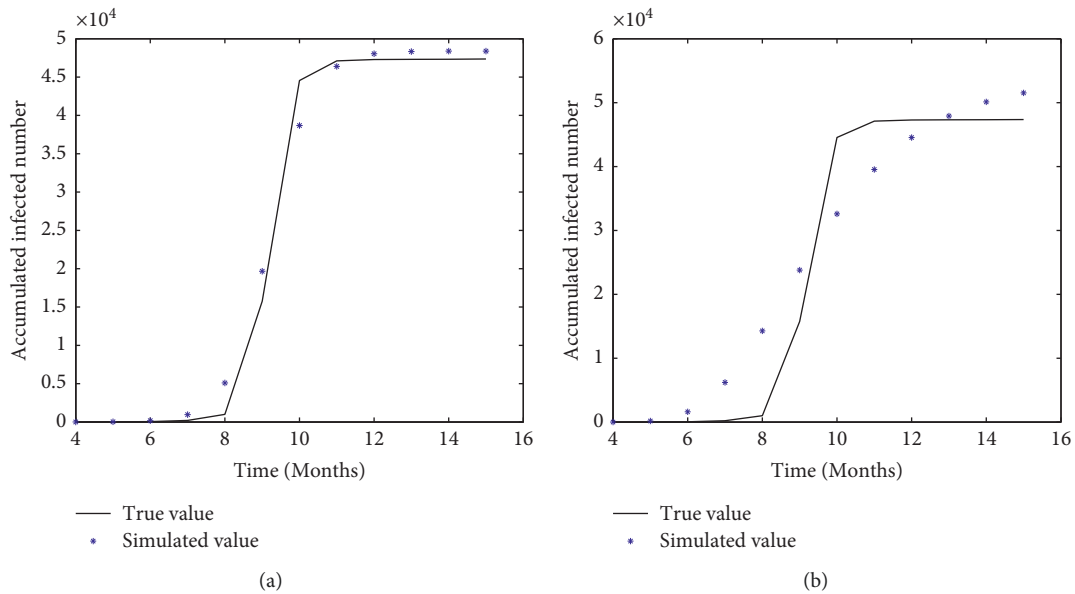 ×10⁴
5
4.5
4
3.5
3
2.5
2
1.5
1
0.5
0
4 6 8 10 12 14 16
Accumulated infected number
Time (Months)
True value
Simulated value
(a)
×10⁴
6
5
4
3
2
1
0
4 6 8 10 12 14 16
Accumulated infected number
Time (Months)
True value
Simulated value
(b)